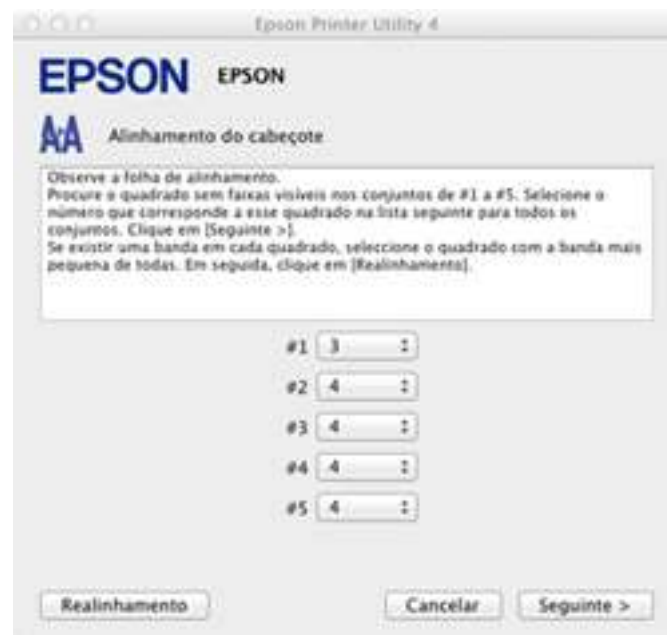 Epson Printer Utility 4
EPSON EPSON
Alinhamento do cabeçote
Observe a folha de alinhamento.
Procure o quadrado sem faixas visíveis nos conjuntos de #1 a #5. Selecione o
número que corresponde a esse quadrado na lista seguinte para todos os
conjuntos. Clique em [Seguinte >].
Se existir uma banda em cada quadrado, seleccione o quadrado com a banda mais
pequena de todas. Em seguida, clique em [Realinhamento].
#1 3
#2 4
#3 4
#4 4
#5 4
Realinhamento Cancelar Seguinte >